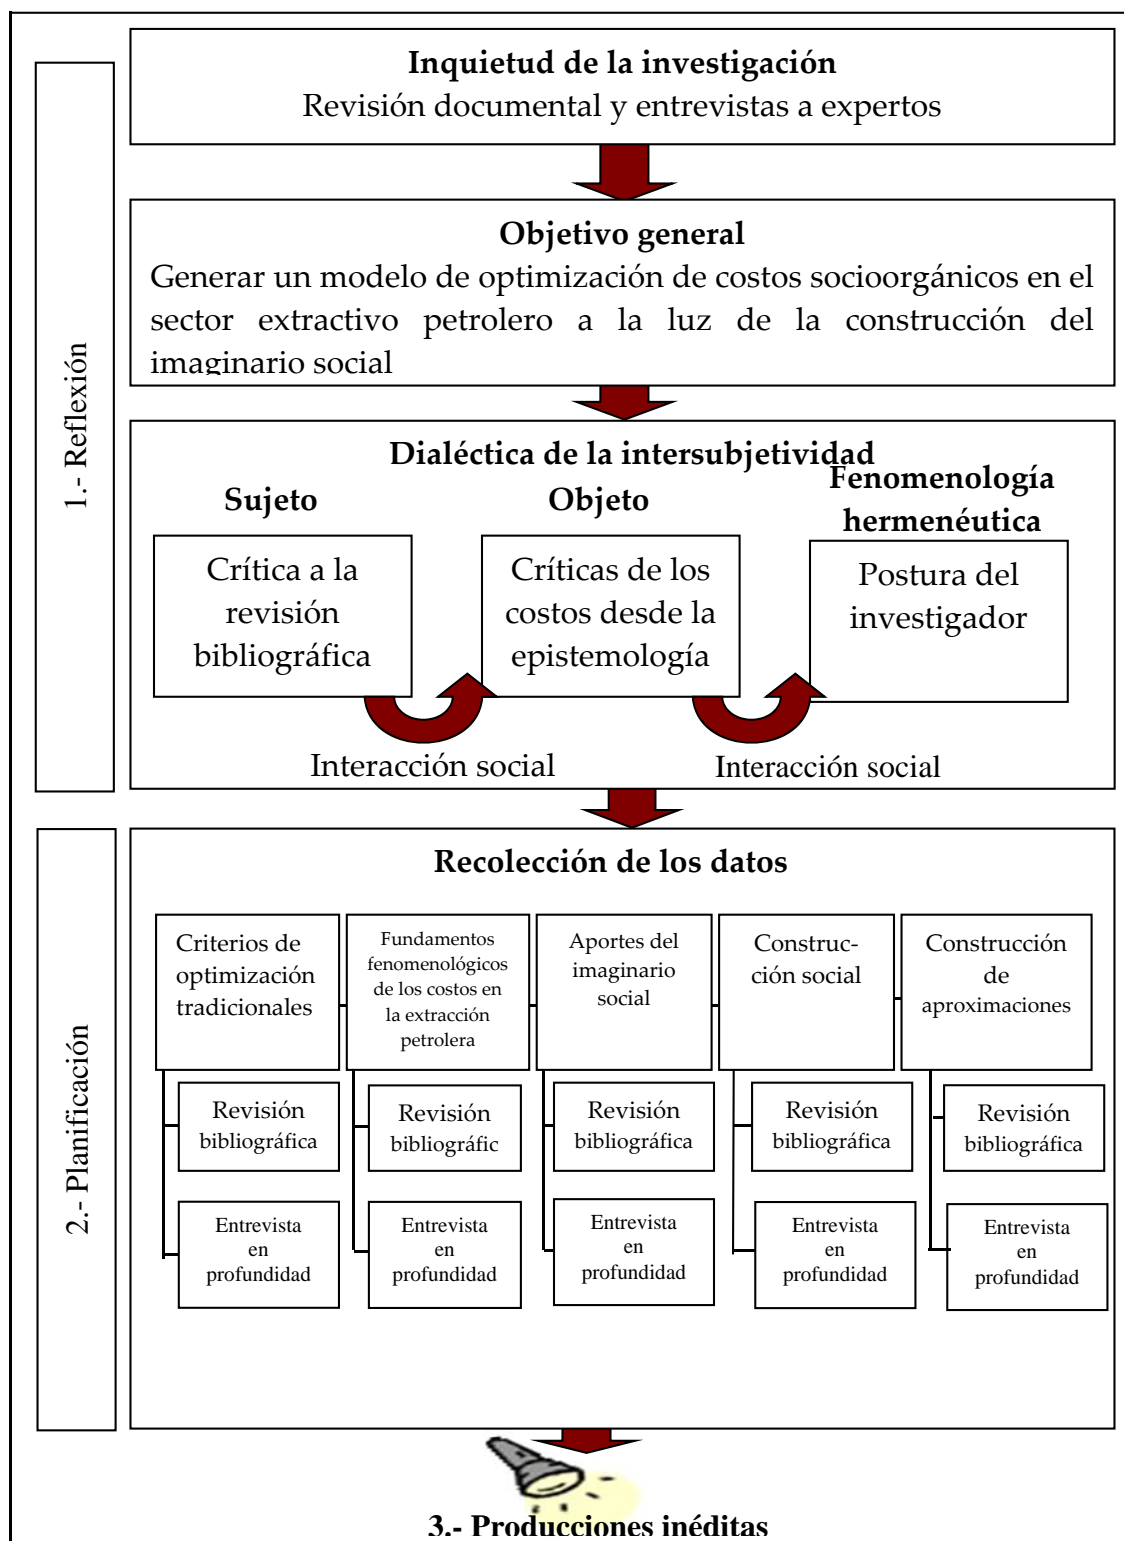 Inquietud de la investigación
Revisión documental y entrevistas a expertos
1.- Reflexión
Objetivo general
Generar un modelo de optimización de costos socioorgánicos en el
sector extractivo petrolero a la luz de la construcción del
imaginario social
Dialéctica de la intersubjetividad
Sujeto
Objeto
Fenomenología
hermenéutica
Crítica a la
revisión
bibliográfica
Críticas de los
costos desde la
epistemología
Postura del
investigador
Interacción social
Interacción social
2.- Planificación
Recolección de los datos
Criterios de
optimización
tradicionales
Fundamentos
fenomenológicos
de los costos en
la extracción
petrolera
Aportes del
imaginario
social
Construc-
cción social
Construcción
de
aproximaciones
Revisión
bibliográfica
Revisión
bibliográfic
Revisión
bibliográfica
Revisión
bibliográfica
Revisión
bibliográfica
Entrevista
en
profundidad
Entrevista
en
profundidad
Entrevista
en
profundidad
Entrevista
en
profundidad
Entrevista
en
profundidad
3.- Producciones inéditas